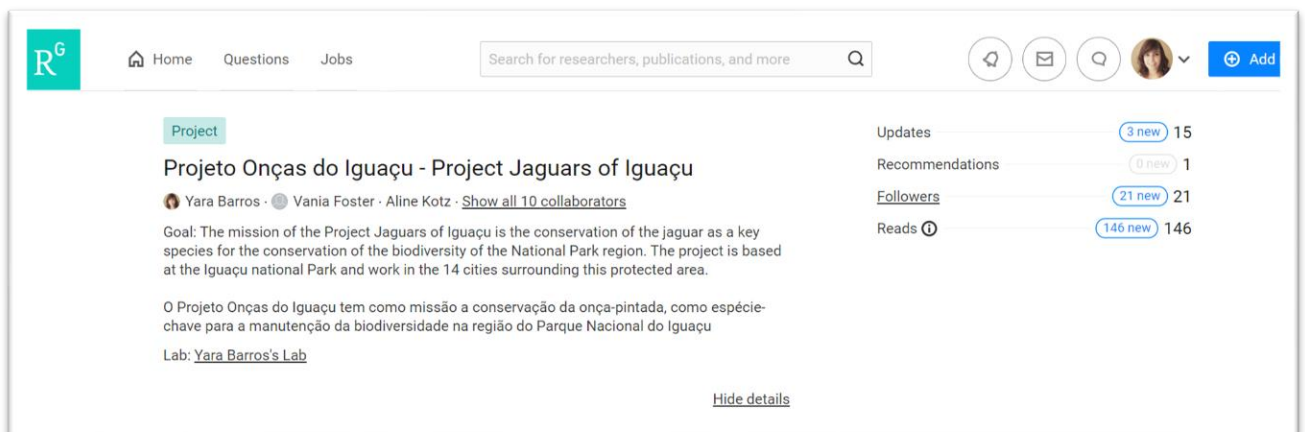 RG
Home Questions Jobs Search for researchers, publications, and more Add
Project
Projeto Onças do Iguaçu - Project Jaguars of Iguaçu
Yara Barros · Vania Foster · Aline Kotz · Show all 10 collaborators
Goal: The mission of the Project Jaguars of Iguaçu is the conservation of the jaguar as a key
species for the conservation of the biodiversity of the National Park region. The project is based
at the Iguaçu national Park and work in the 14 cities surrounding this protected area.
O Projeto Onças do Iguaçu tem como missão a conservação da onça-pintada, como espécie-
chave para a manutenção da biodiversidade na região do Parque Nacional do Iguaçu
Lab: Yara Barros's Lab
Hide details
Updates 3 new 15
Recommendations 0 new 1
Followers 21 new 21
Reads 146 new 146